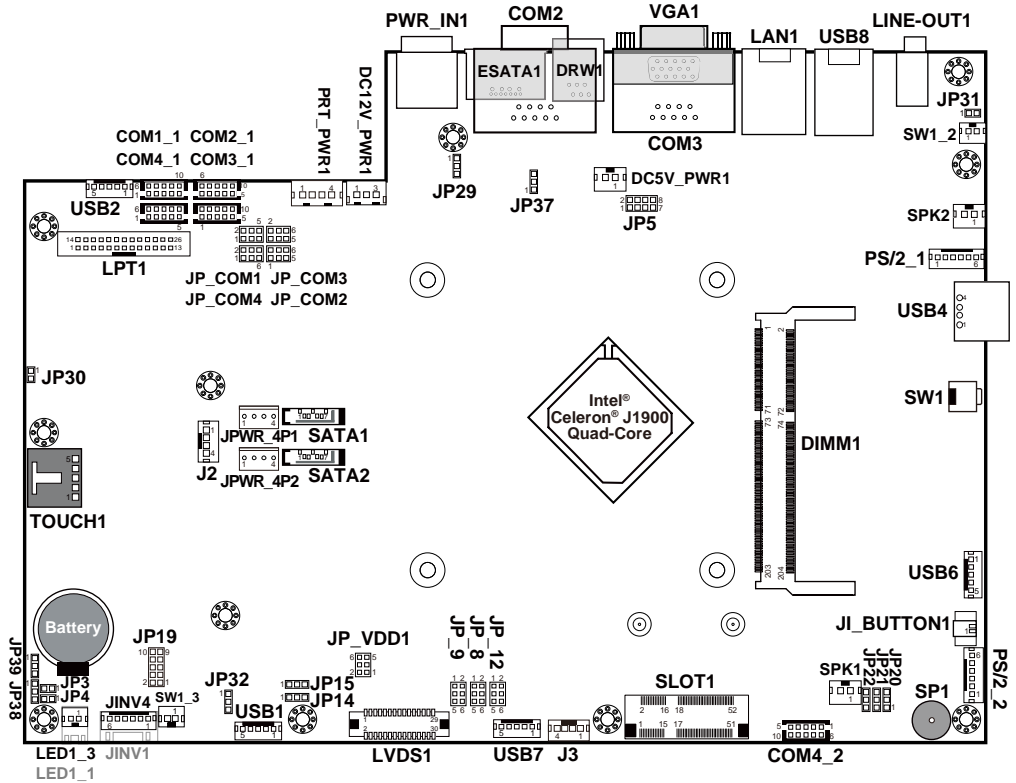 PWR_IN1
COM2
VGA1
LAN1
USB8
LINE-OUT1
ESATA1
DRW1
COM3
PRT_PWR1
DC12V_PWR1
JP31
SW1_2
COM1_1 COM2_1
COM4_1 COM3_1
JP29
JP37
DC5V_PWR1
JP5
USB2
SPK2
LPT1
JP_COM1 JP_COM3
JP_COM4 JP_COM2
PS/2_1
USB4
JP30
Intel®
Celeron® J1900
Quad-Core
SW1
JPWR_4P1
SATA1
DIMM1
J2
JPWR_4P2
SATA2
TOUCH1
USB6
Battery
JP19
JP_VDD1
JP_9
JP_8
JP_12
JI_BUTTON1
JP39
JP38
JP3
JP4
JINV4
SW1_3
JP32
JP15
JP14
USB1
SLOT1
SPK1
JP21
JP22
JP20
SP1
PS/2_2
LED1_3
JINV1
LED1_1
LVDS1
USB7
J3
COM4_2